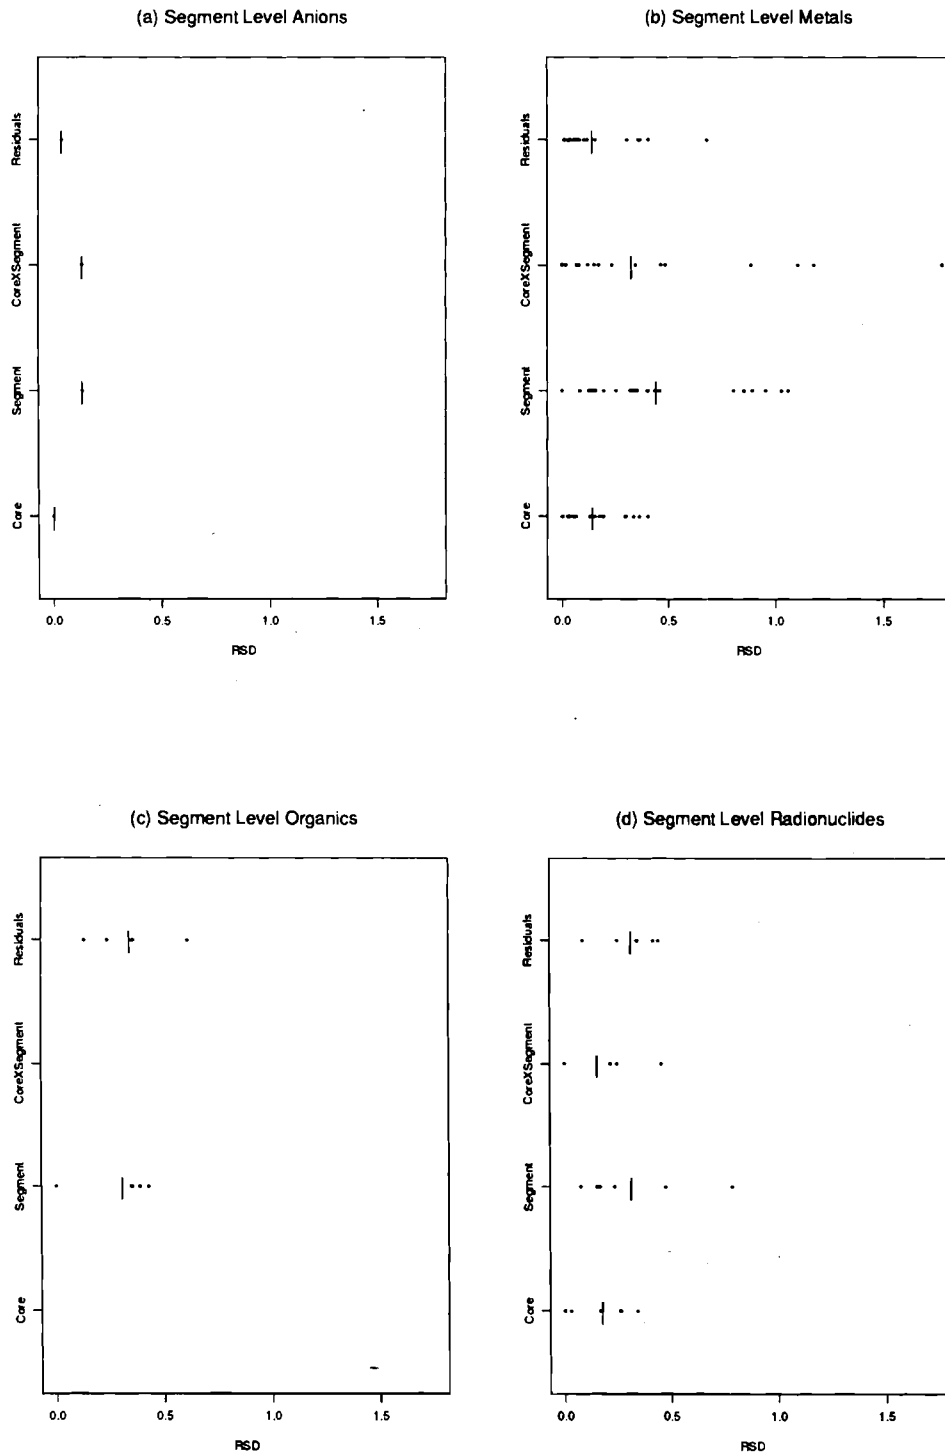 (a) Segment Level Anions
Residuals
CoreXSegment
Segment
Core
0.0 0.5 1.0 1.5
RSD
(b) Segment Level Metals
Residuals
CoreXSegment
Segment
Core
0.0 0.5 1.0 1.5
RSD
(c) Segment Level Organics
Residuals
CoreXSegment
Segment
Core
0.0 0.5 1.0 1.5
RSD
(d) Segment Level Radionuclides
Residuals
CoreXSegment
Segment
Core
0.0 0.5 1.0 1.5
RSD